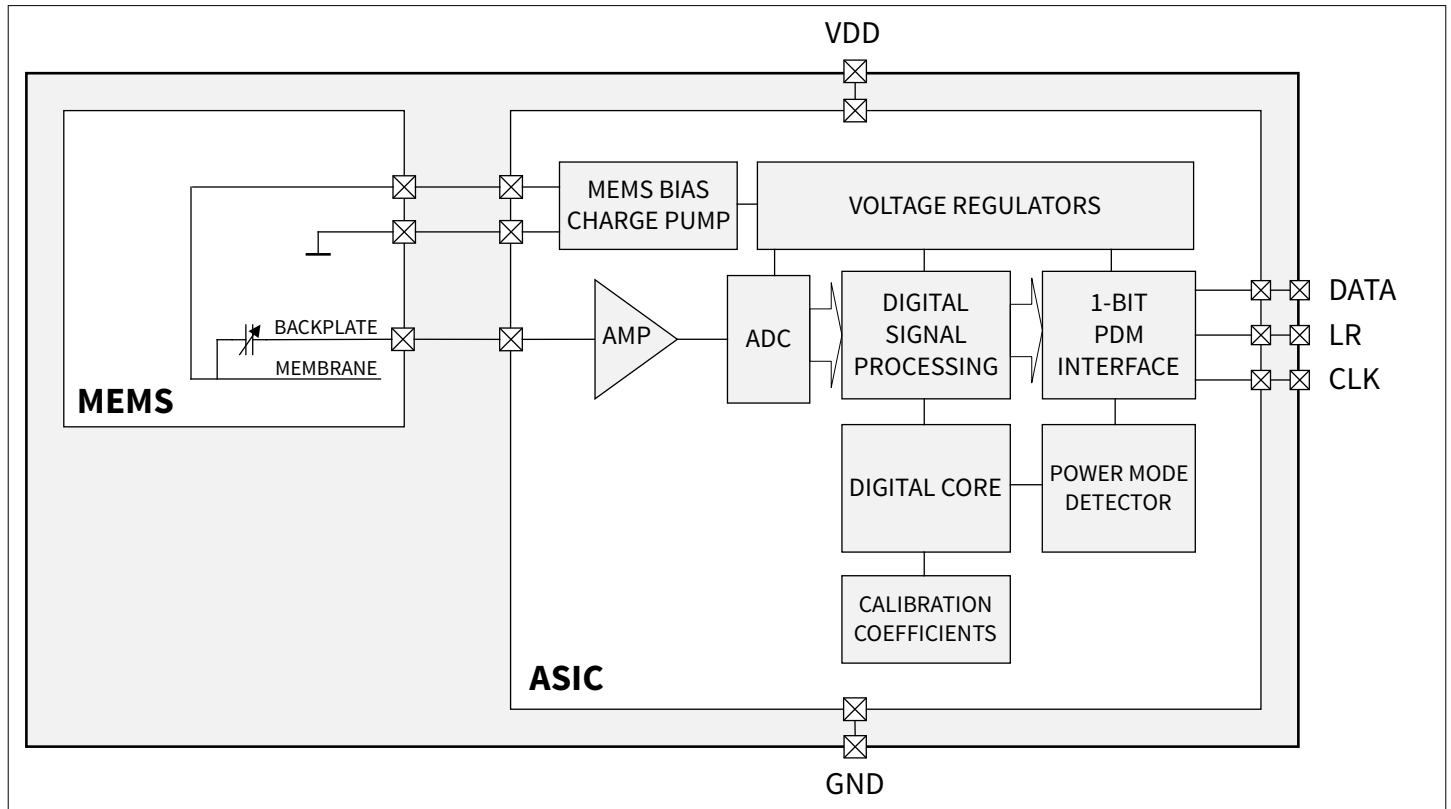 VDD
MEMS BIAS
CHARGE PUMP
VOLTAGE REGULATORS
BACKPLATE
MEMBRANE
MEMS
AMP
ADC
DIGITAL
SIGNAL
PROCESSING
1-BIT
PDM
INTERFACE
DATA
LR
CLK
DIGITAL CORE
POWER MODE
DETECTOR
CALIBRATION
COEFFICIENTS
ASIC
GND